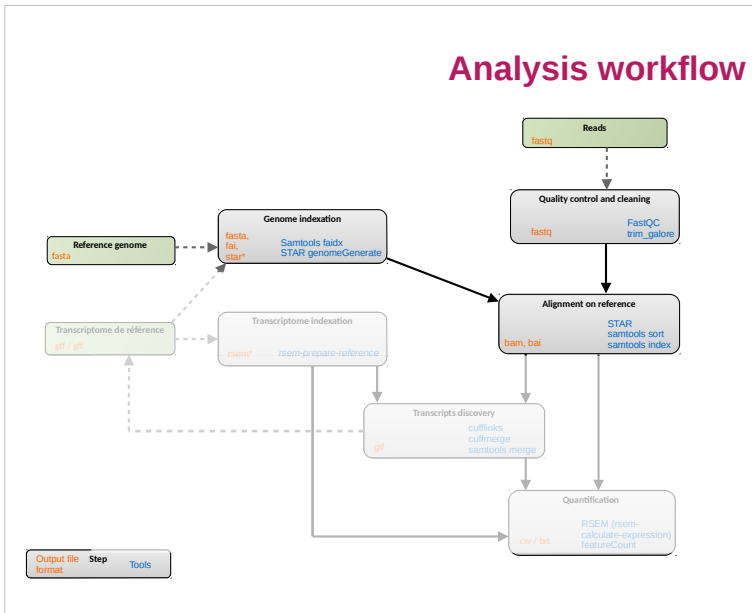 Analysis workflow
Reads
fastq
Quality control and cleaning
FastQC
fastq
trim_galore
Genome indexation
fasta,
fai,
star*
Samtools faidx
STAR genomeGenerate
Reference genome
fasta
Alignment on reference
STAR
samtools sort
bam, bai
samtools index
Transcriptome de référence
gtf / gff
Transcriptome indexation
rsem*
rsem-prepare-reference
Transcripts discovery
cufflinks
cuffmerge
gtf
samtools merge
Quantification
RSEM (rsem-
calculate-expression)
csv / txt
featureCount
Output file
format
Step
Tools